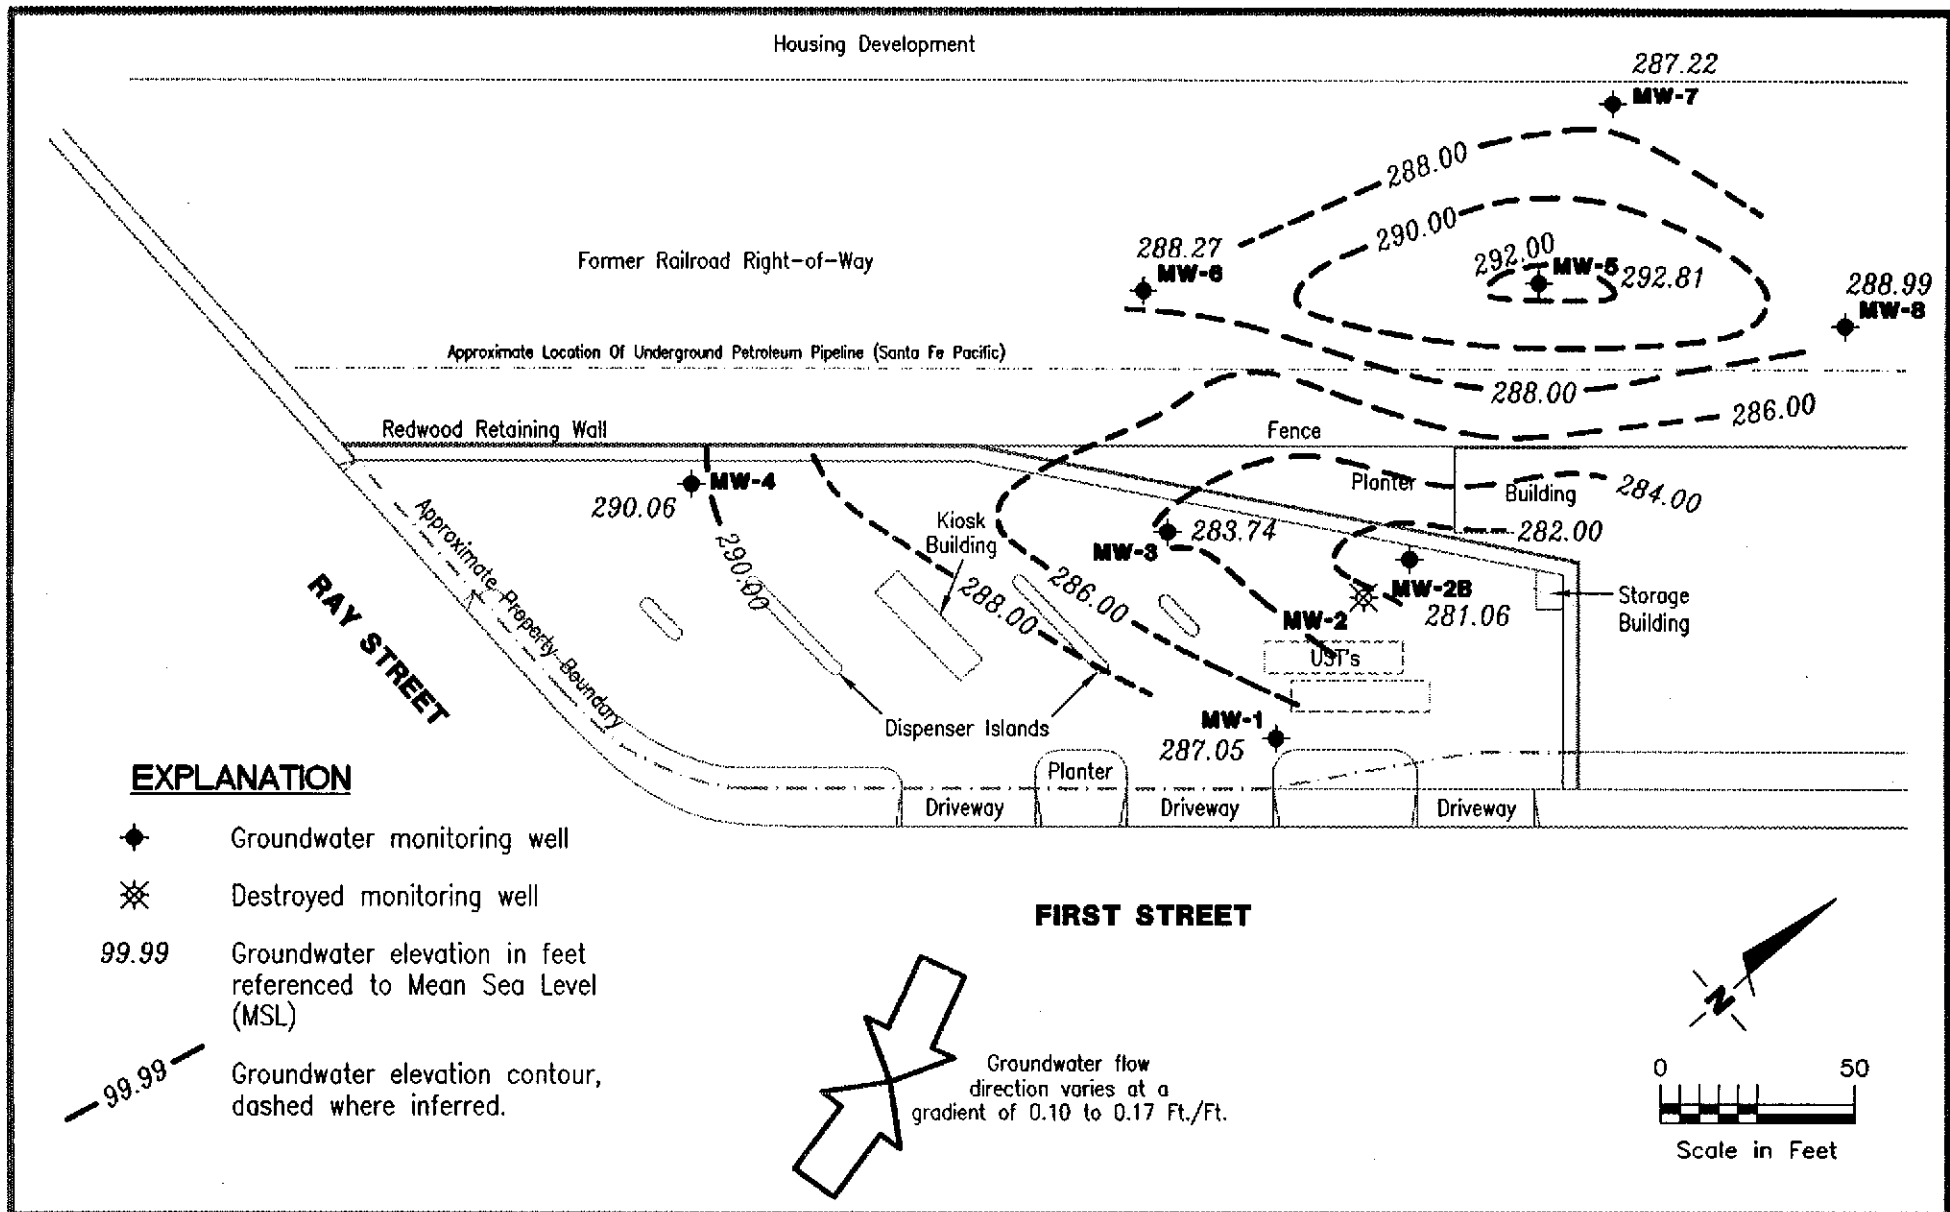 Housing Development
287.22
MW-7
288.00
290.00
288.27
MW-6
Former Railroad Right-of-Way
292.00
MW-5
292.81
288.99
MW-8
Approximate Location Of Underground Petroleum Pipeline (Santa Fe Pacific)
288.00
286.00
Redwood Retaining Wall
Fence
MW-4
290.06
Planter
Building
284.00
Kiosk
Building
283.74
MW-3
282.00
290.00
288.00
286.00
MW-2B
281.06
MW-2
Storage
Building
UST's
Approximate Property Boundary
RAY STREET
Dispenser Islands
MW-1
287.05
Planter
Driveway
Driveway
Driveway
FIRST STREET
EXPLANATION
Groundwater monitoring well
Destroyed monitoring well
99.99
Groundwater elevation in feet
referenced to Mean Sea Level
(MSL)
99.99
Groundwater elevation contour,
dashed where inferred.
Groundwater flow
direction varies at a
gradient of 0.10 to 0.17 Ft./Ft.
N
0 50
Scale in Feet